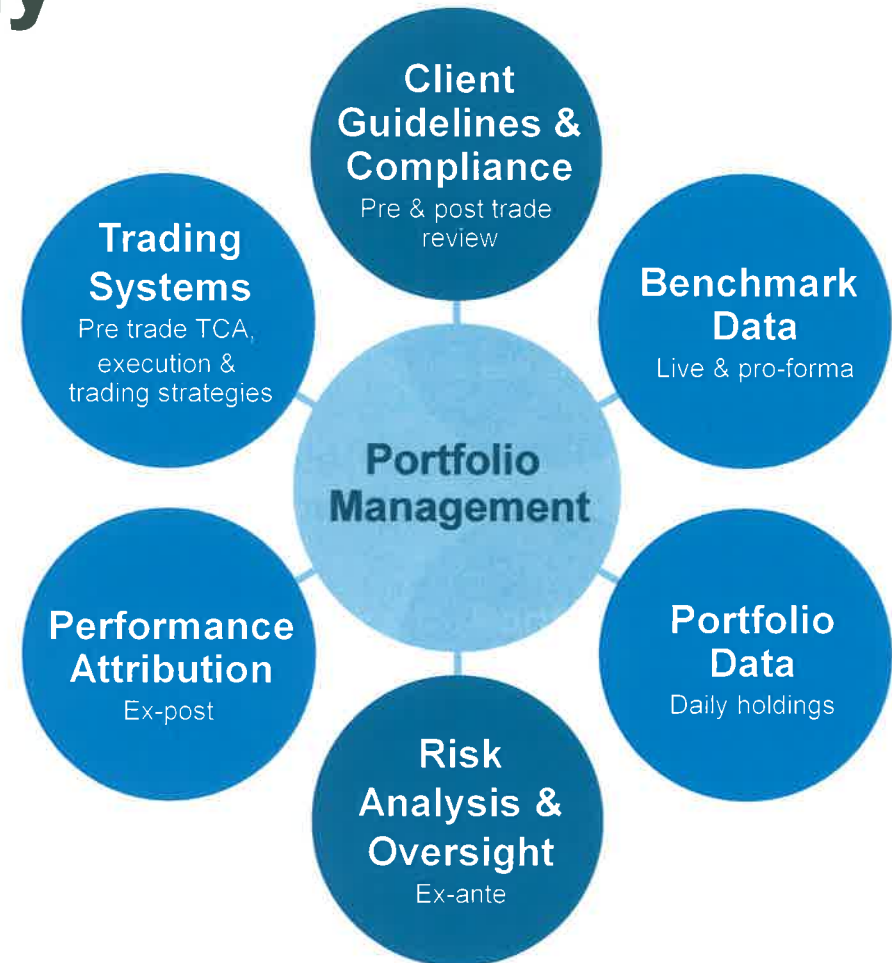 Client
Guidelines &
Compliance
Pre & post trade
review
Trading
Systems
Pre trade TCA,
execution &
trading strategies
Benchmark
Data
Live & pro-forma
Portfolio
Management
Performance
Attribution
Ex-post
Portfolio
Data
Daily holdings
Risk
Analysis &
Oversight
Ex-ante